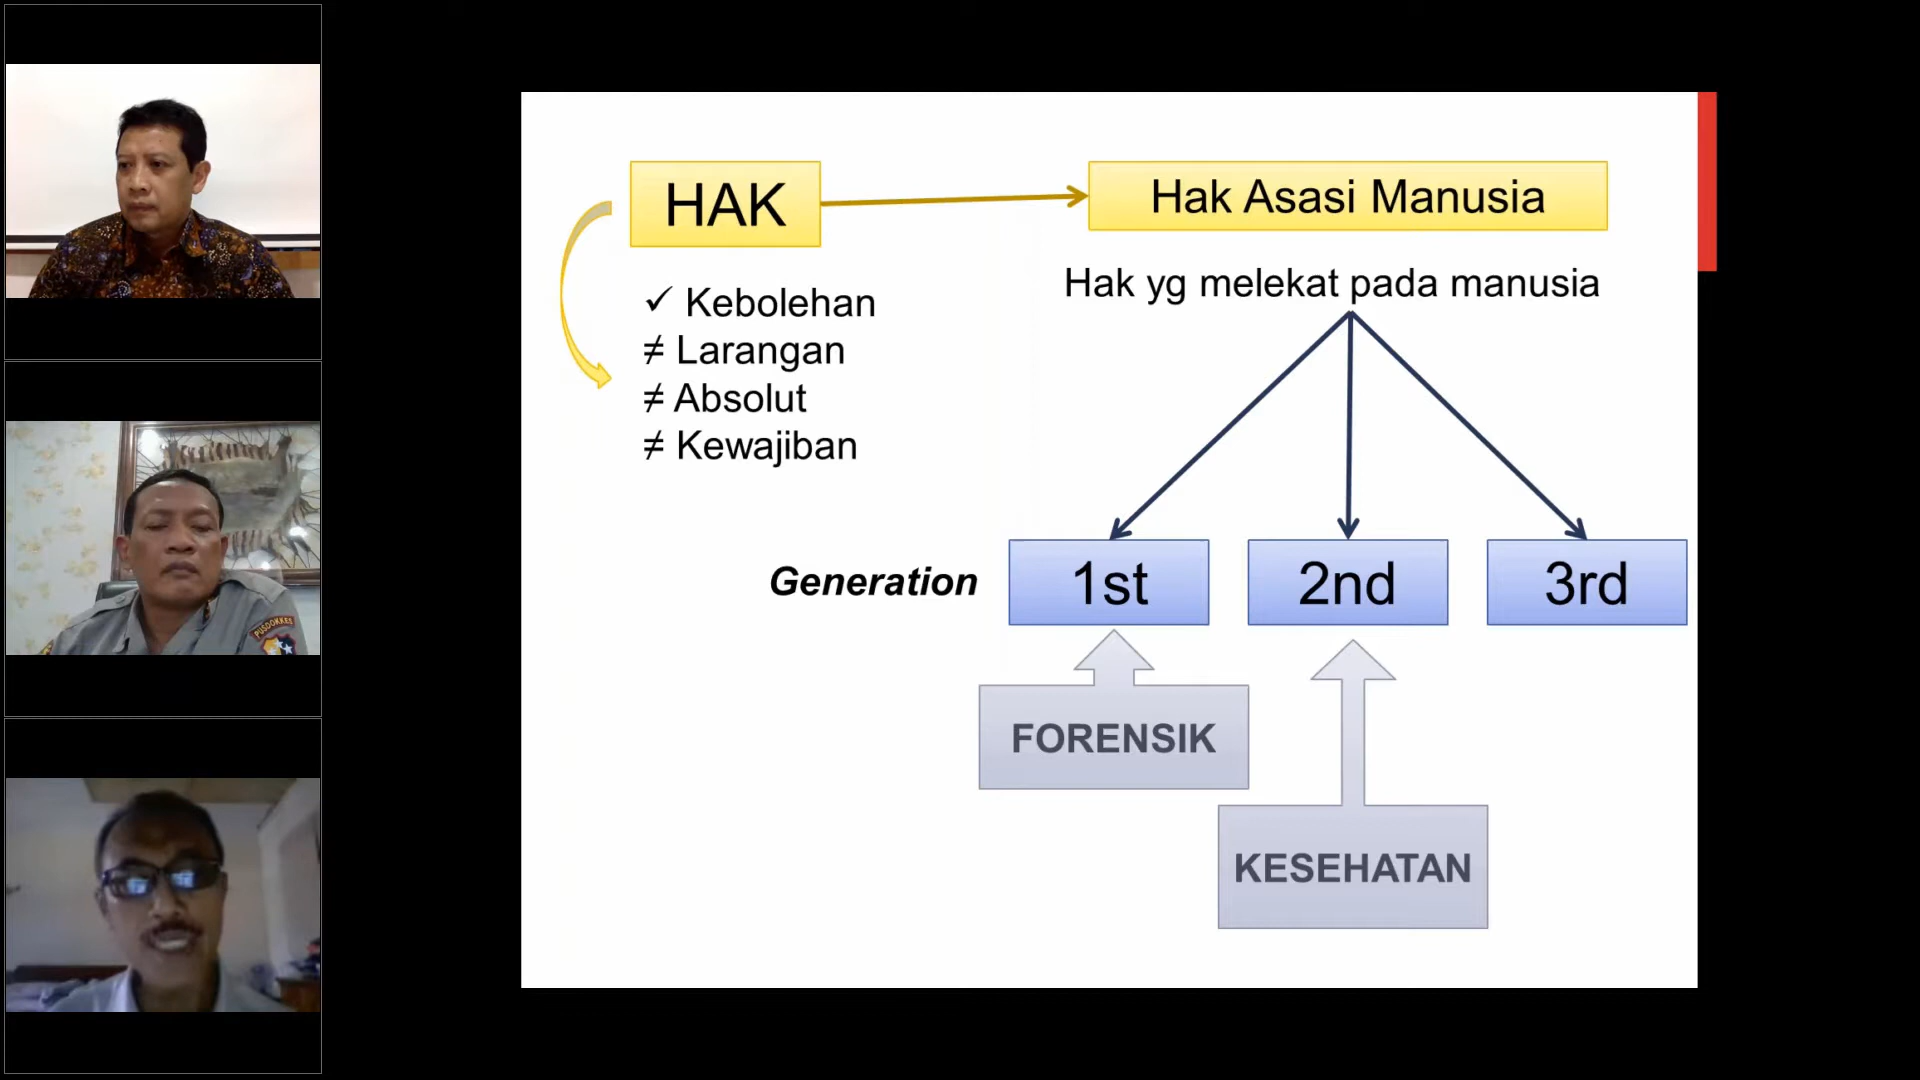 HAK
Hak Asasi Manusia
Hak yg melekat pada manusia
✓ Kebolehan
≠ Larangan
≠ Absolut
≠ Kewajiban
Generation
1st
2nd
3rd
FORENSIK
KESEHATAN
PUSDOKKES